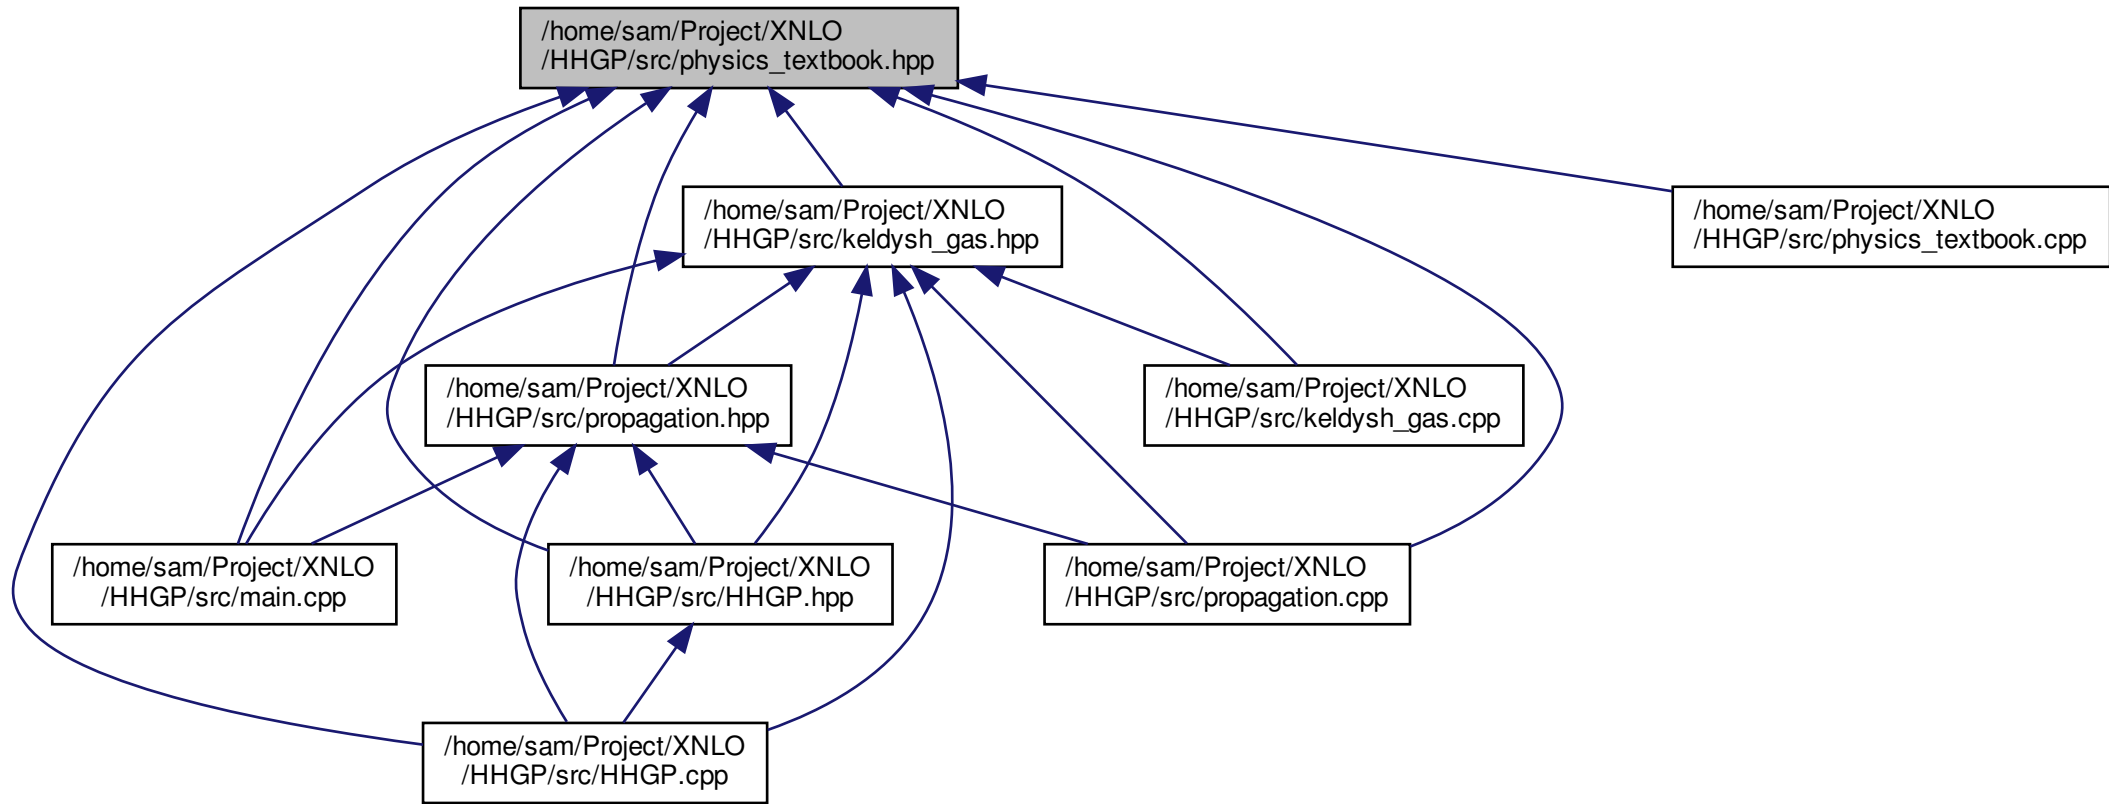 /home/sam/Project/XNLO
/HHGP/src/physics_textbook.hpp
/home/sam/Project/XNLO
/HHGP/src/keldysh_gas.hpp
/home/sam/Project/XNLO
/HHGP/src/physics_textbook.cpp
/home/sam/Project/XNLO
/HHGP/src/propagation.hpp
/home/sam/Project/XNLO
/HHGP/src/keldysh_gas.cpp
/home/sam/Project/XNLO
/HHGP/src/main.cpp
/home/sam/Project/XNLO
/HHGP/src/HHGP.hpp
/home/sam/Project/XNLO
/HHGP/src/propagation.cpp
/home/sam/Project/XNLO
/HHGP/src/HHGP.cpp